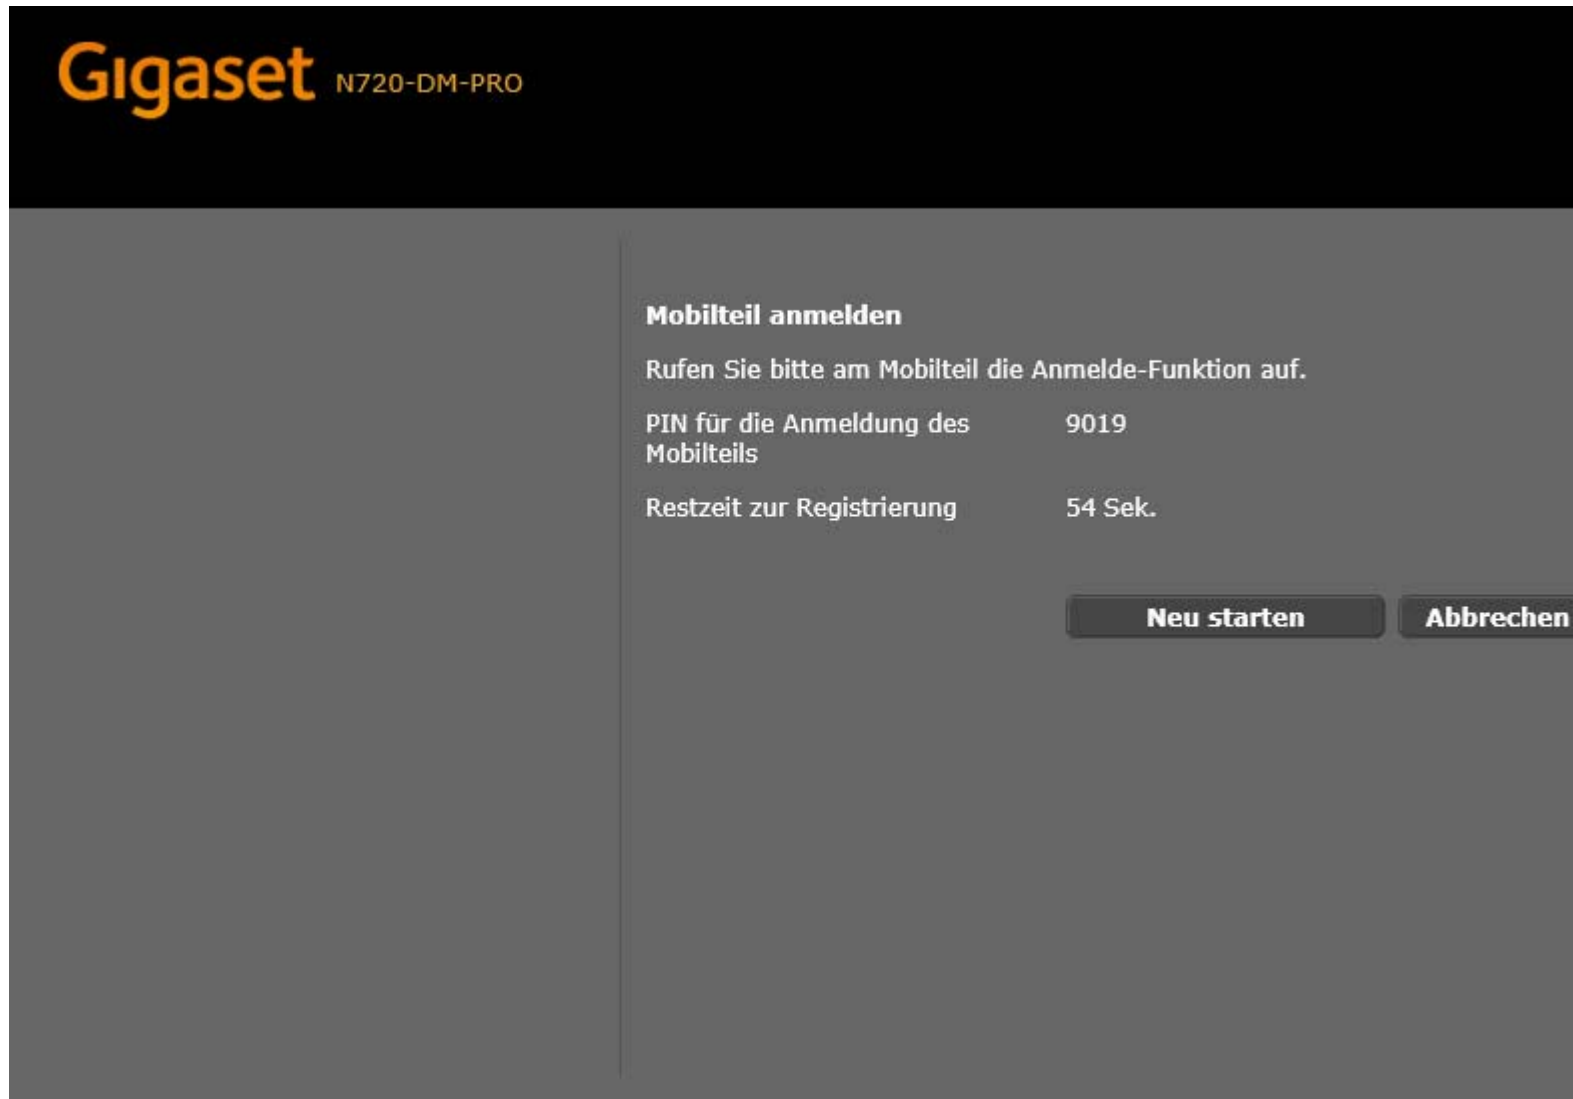 Gigaset N720-DM-PRO
Mobilteil anmelden
Rufen Sie bitte am Mobilteil die Anmelde-Funktion auf.
PIN für die Anmeldung des 9019
Mobilteils
Restzeit zur Registrierung 54 Sek.
Neu starten Abbrechen